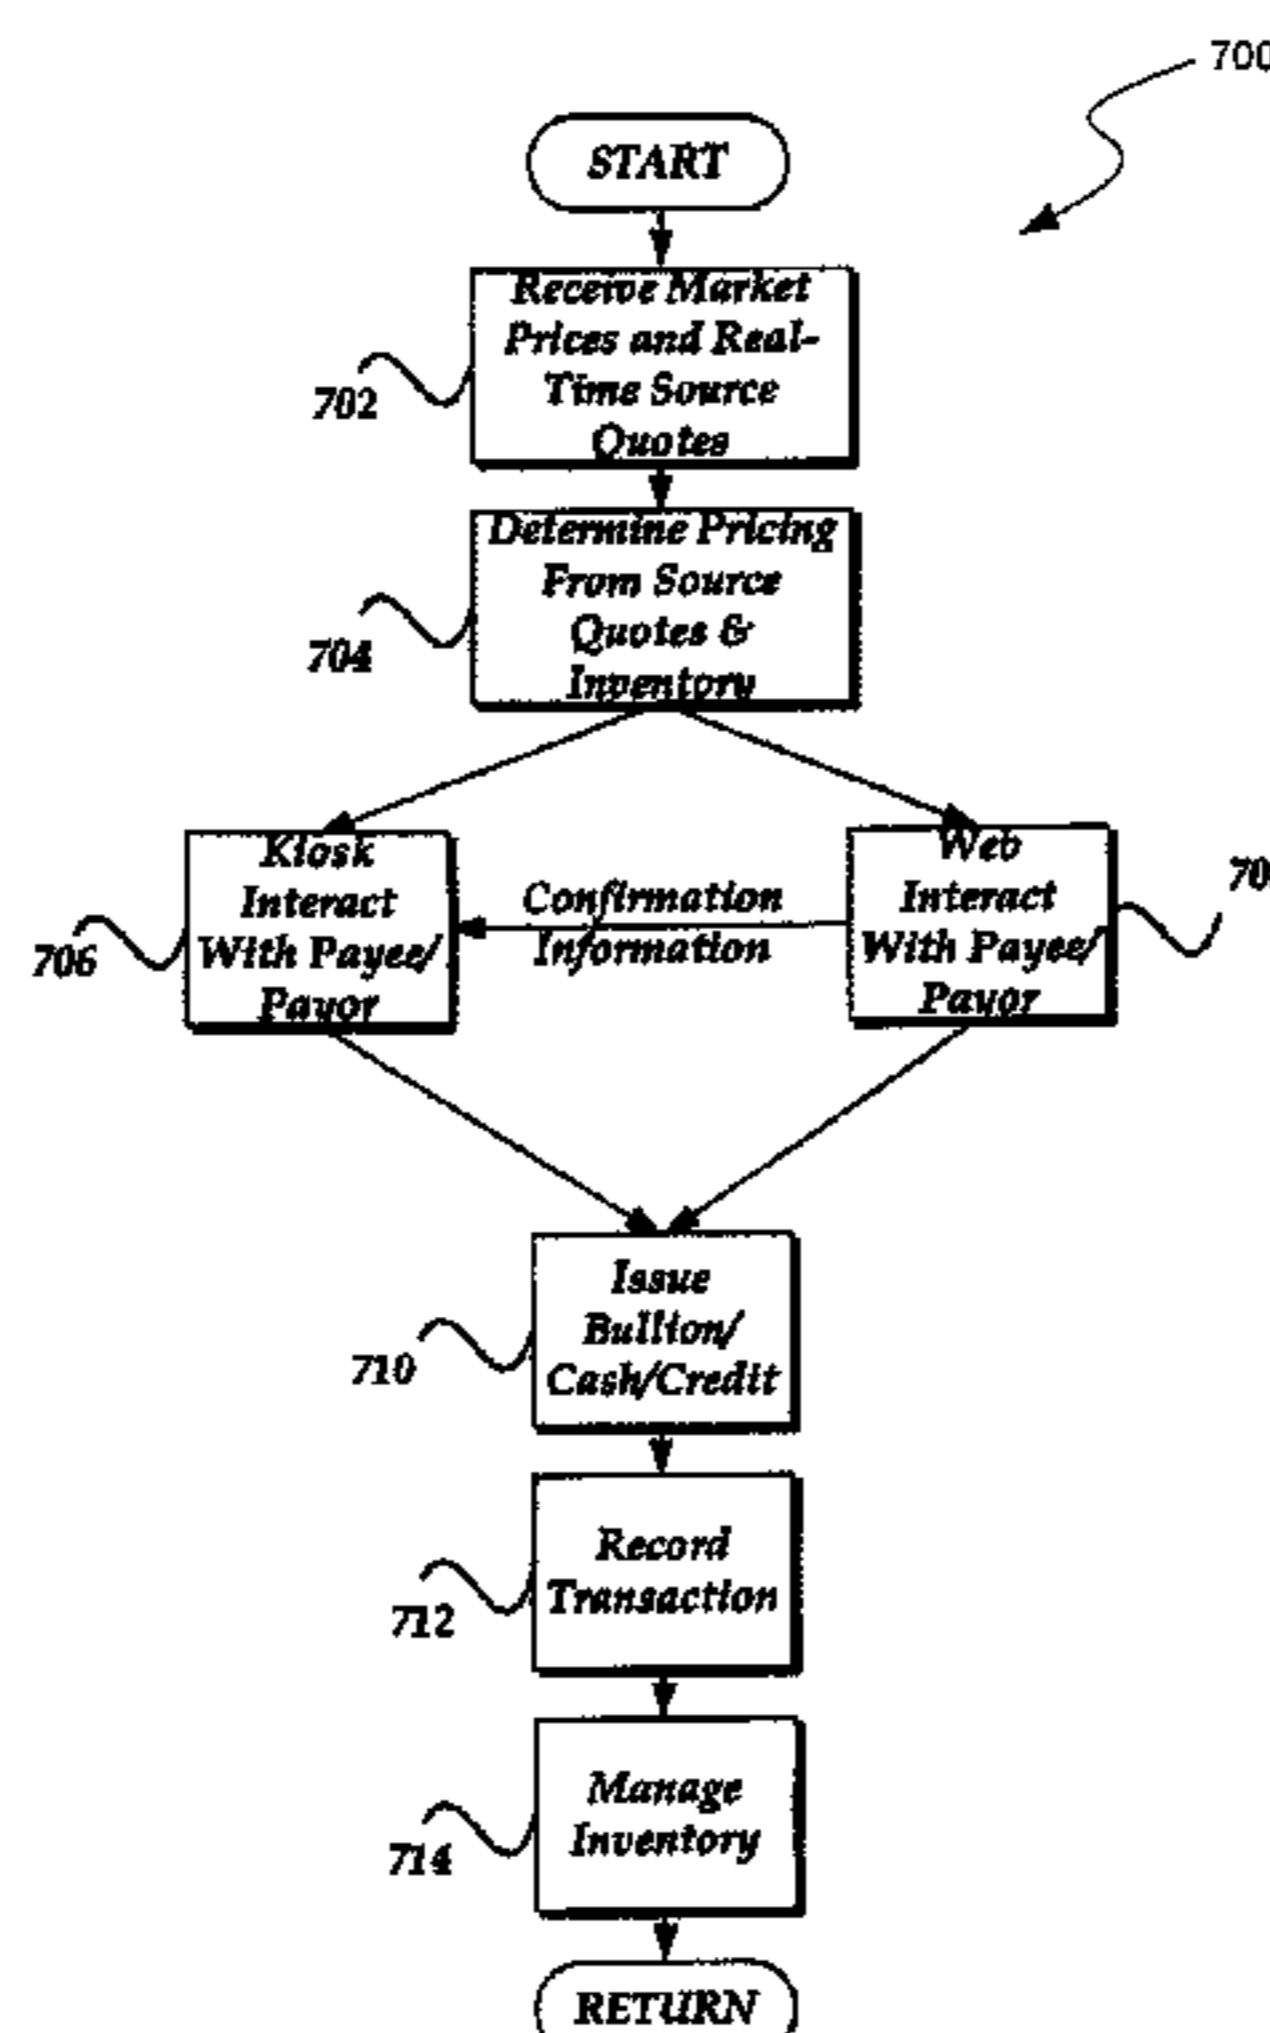 700
START
Receive Market
Prices and Real-
Time Source
Quotes
702
Determine Pricing
From Source
Quotes &
Inventory
704
Kiosk
Interact
With Payee/
Payor
706
Confirmation
Information
Web
Interact
With Payee/
Payor
70
Issue
Bullion/
Cash/Credit
710
Record
Transaction
712
Manage
Inventory
714
RETURN